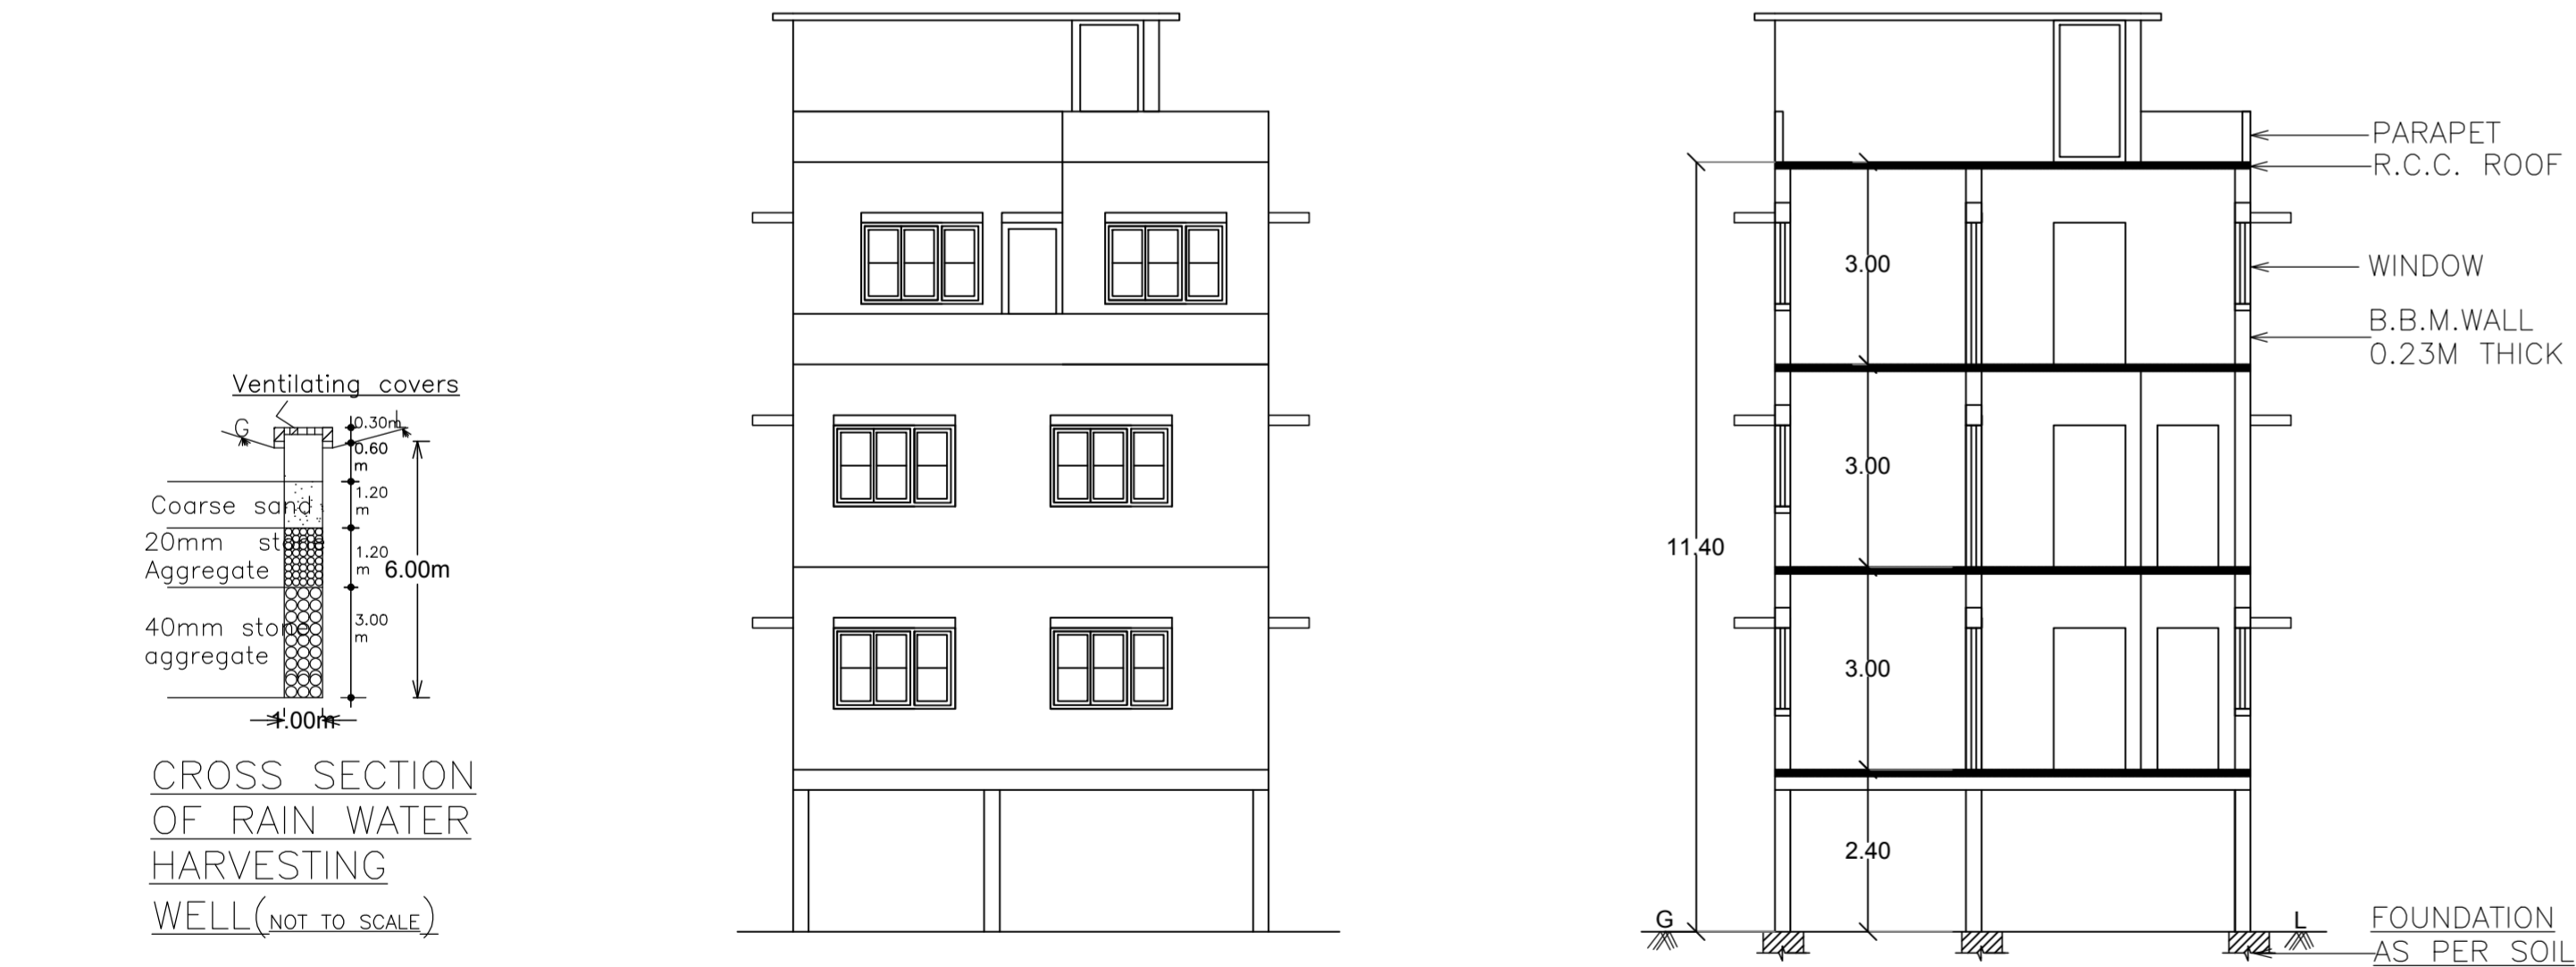 Ventilating covers
G
L
0.30m
0.60
m
1.20
m
Coarse sand
20mm stone
Aggregate
1.20
m
6.00m
40mm stone
aggregate
3.00
m
1.00m
CROSS SECTION
OF RAIN WATER
HARVESTING
WELL(NOT TO SCALE)
PARAPET
R.C.C. ROOF
WINDOW
B.B.M.WALL
0.23M THICK
3.00
3.00
11.40
3.00
2.40
G
L
FOUNDATION
AS PER SOIL